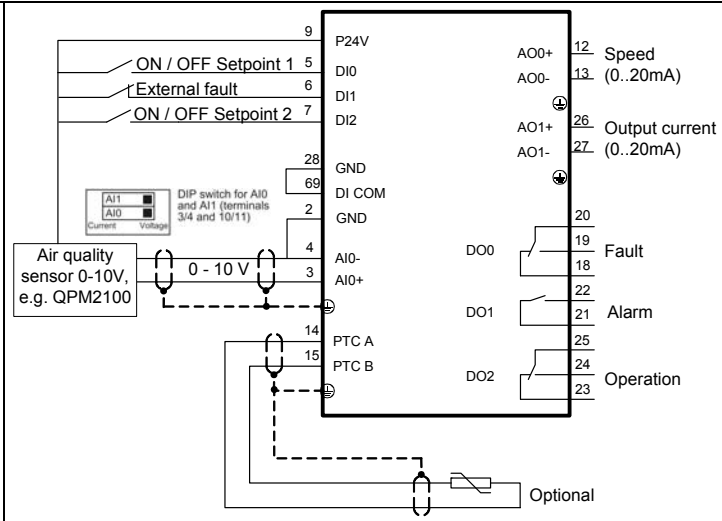 9 P24V
ON / OFF Setpoint 1 5 DI0
External fault 6 DI1
ON / OFF Setpoint 2 7 DI2
28 GND
69 DI COM
2 GND
AI1
AI0
Current Voltage
DIP switch for AI0
and AI1 (terminals
3/4 and 10/11)
Air quality
sensor 0-10V,
e.g. QPM2100
0 - 10 V
4 AI0-
3 AI0+
14 PTC A
15 PTC B
AO0+ 12 Speed
AO0- 13 (0..20mA)
AO1+ 26 Output current
AO1- 27 (0..20mA)
20
DO0 19 Fault
18
22
DO1 21 Alarm
25
DO2 24 Operation
23
Optional